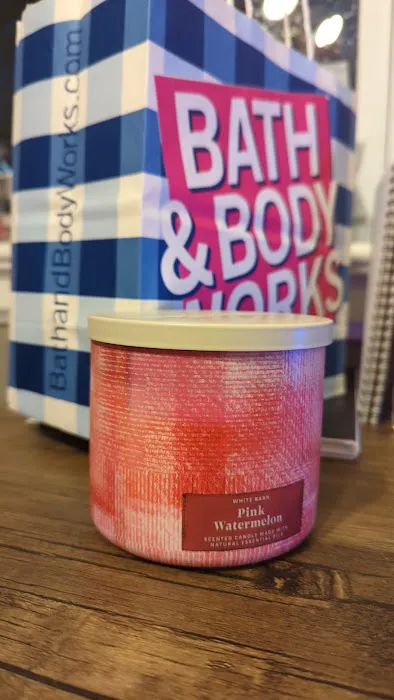 BathandBodyWorks.com
BATH
& BODY
WORKS
WHITE BARN
Pink
Watermelon
SCENTED CANDLE MADE WITH
NATURAL ESSENTIAL OILS